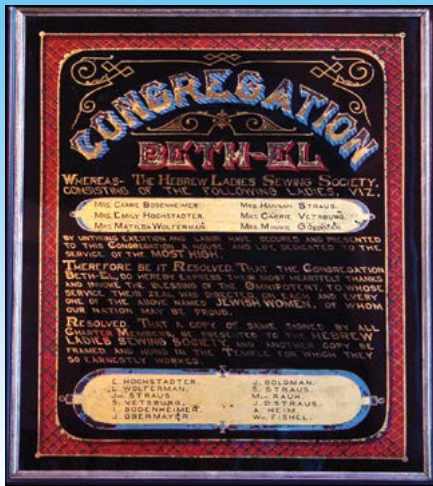 CONGREGATION
BETH-EL
WHEREAS- THE HEBREW LADIES SEWING SOCIETY,
CONSISTING OF THE FOLLOWING LADIES, VIZ.
MRS. CARRIE BODENHEIMER. MRS. HANNAH STRAUS.
MRS. EMILY HOCHSTADTER. MRS. CARRIE VETSBURG.
MRS. MATILDA WOLFERMAN. MRS. MINNIE GOLDMAN.
BY UNTIRING EXERTION AND LABOR HAVE SECURED AND PRESENTED
TO THIS CONGREGATION A HOUSE AND LOT, DEDICATED TO THE
SERVICE OF THE MOST HIGH.
THEREFORE BE IT RESOLVED THAT THE CONGREGATION
BETH-EL, DO HEREBY EXPRESS THEIR MOST HEARTFELT THANKS
AND INVOKE THE BLESSING OF THE OMNIPOTENT, TO WHOSE
SERVICE THEIR ZEAL WAS DIRECTED, ON EACH AND EVERY
ONE OF THE ABOVE NAMED JEWISH WOMEN, OF WHOM
OUR NATION MAY BE PROUD.
RESOLVED, THAT A COPY OF SAME SIGNED BY ALL
CHARTER MEMBERS, BE PRESENTED TO THE HEBREW
LADIES SEWING SOCIETY, AND ANOTHER COPY BE
FRAMED AND HUNG IN THE TEMPLE FOR WHICH THEY
SO EARNESTLY WORKED.
E. HOCHSTADTER. J. GOLDMAN.
L. WOLFERMAN. S. STRAUS.
STRAUS. RAUH.
S. VETSBURG. J. D. STRAUS.
I. BODENHEIMER. A. HEIM.
J. OBERMAYER. WM. FISHEL.